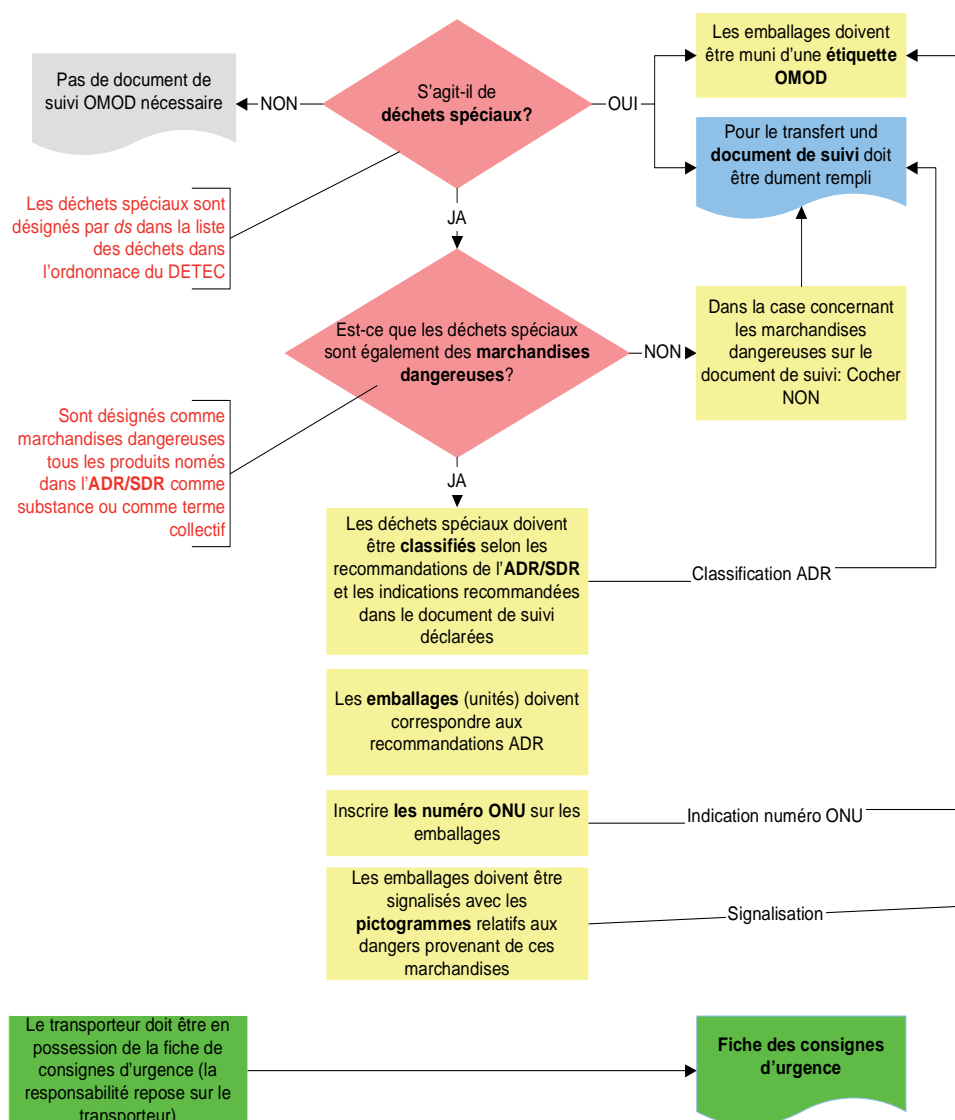 Pas de document de
suivi OMOD nécessaire
NON
S'agit-il de
déchets spéciaux?
OUI
Les emballages doivent
être muni d'une étiquette
OMOD
Pour le transfert und
document de suivi doit
être dument rempli
Les déchets spéciaux sont
désignés par ds dans la liste
des déchets dans
l'ordnonnace du DETEC
JA
Est-ce que les déchets spéciaux
sont également des marchandises
dangereuses?
NON
Dans la case concernant
les marchandises
dangereuses sur le
document de suivi: Cocher
NON
Sont désignés comme
marchandises dangereuses
tous les produits només
dans l'ADR/SDR comme
substance ou comme terme
collectif
JA
Les déchets spéciaux doivent
être classifiés selon les
recommandations de l'ADR/SDR
et les indications recommandées
dans le document de suivi
déclarées
Classification ADR
Les emballages (unités) doivent
correspondre aux
recommandations ADR
Inscrire les numéro ONU sur les
emballages
Indication numéro ONU
Les emballages doivent être
signalisés avec les
pictogrammes relatifs aux
dangers provenant de ces
marchandises
Signalisation
Le transporteur doit être en
possession de la fiche de
consignes d'urgence (la
responsabilité repose sur le
transporteur)
Fiche des consignes
d'urgence